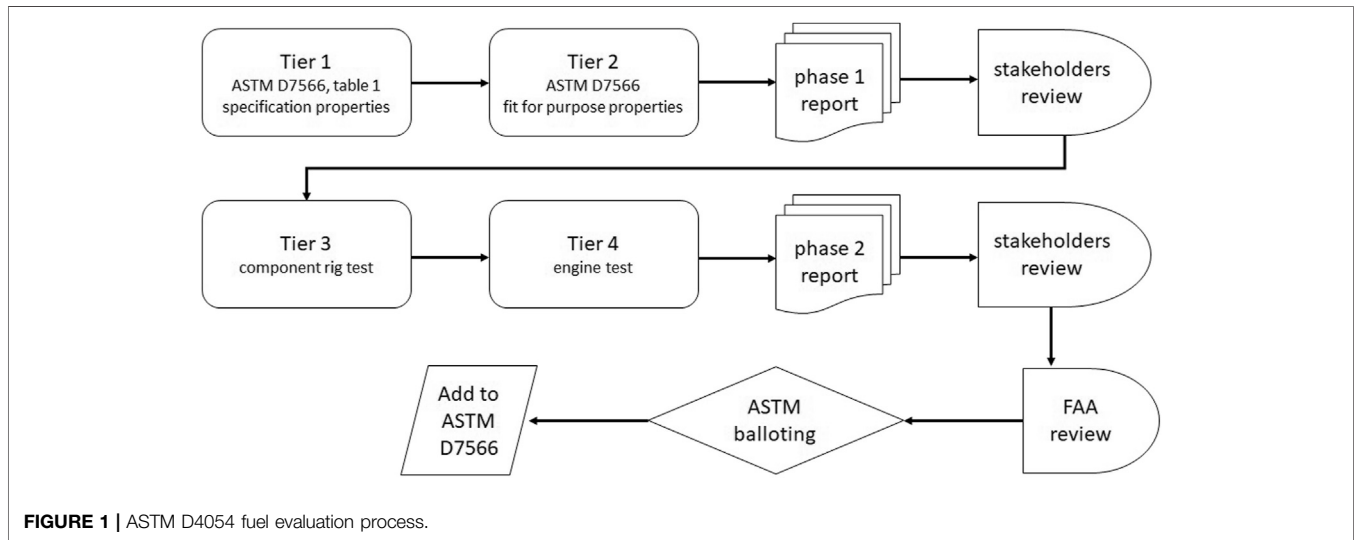 Tier 1
ASTM D7566, table 1
specification properties
Tier 2
ASTM D7566
fit for purpose properties
phase 1
report
stakeholders
review
Tier 3
component rig test
Tier 4
engine test
phase 2
report
stakeholders
review
Add to
ASTM
D7566
ASTM
balloting
FAA
review
FIGURE 1 | ASTM D4054 fuel evaluation process.